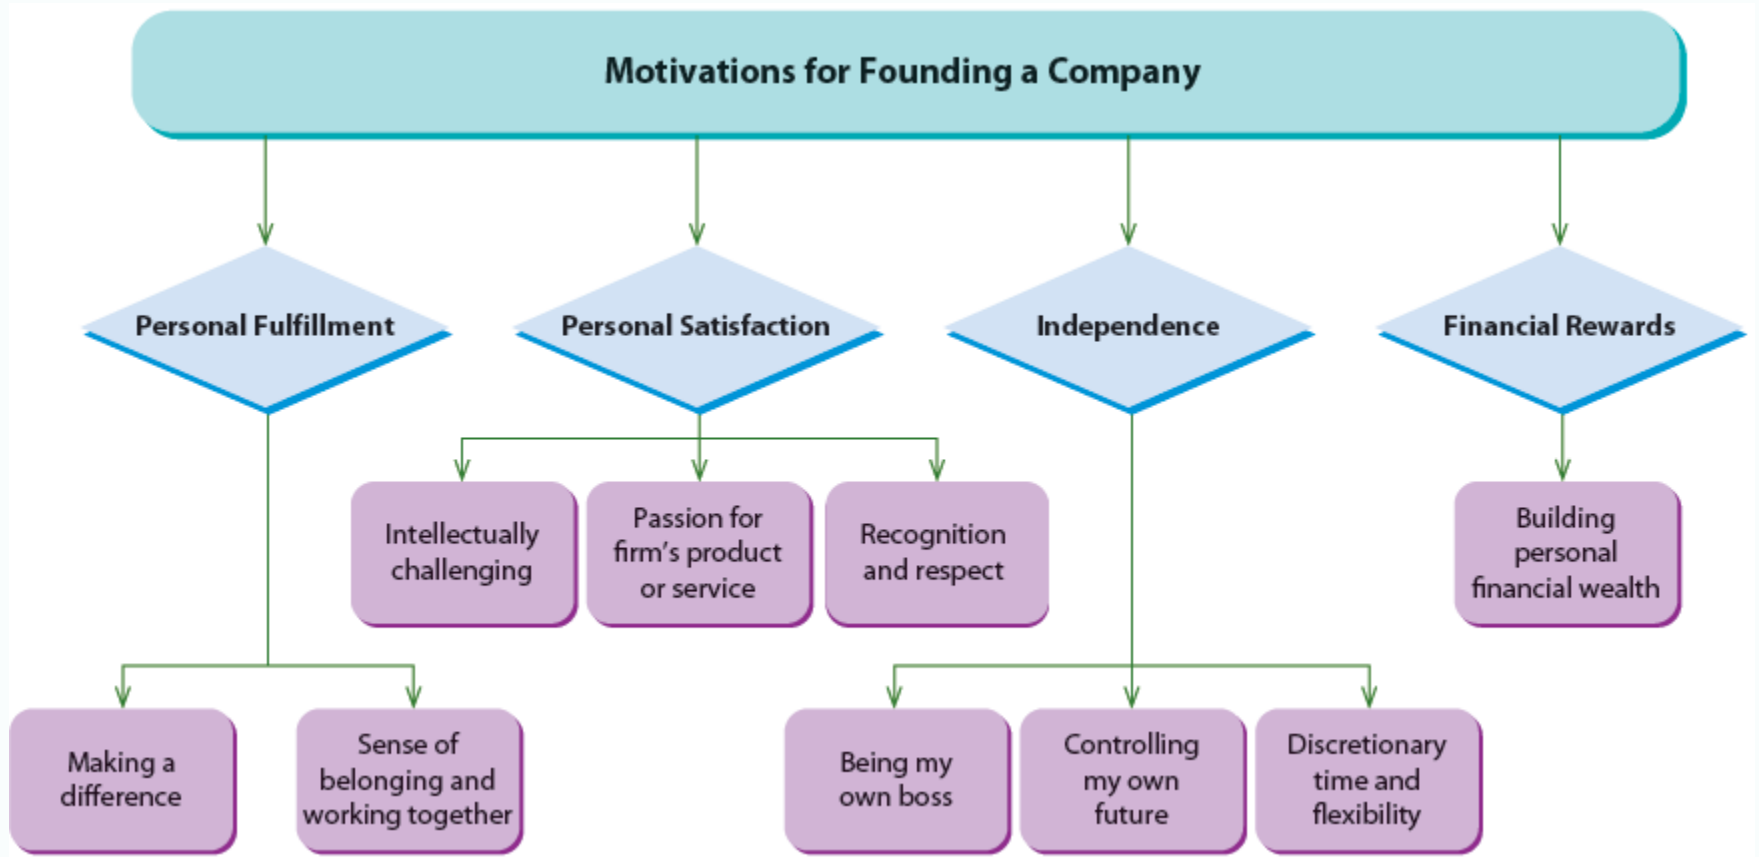 Motivations for Founding a Company
Personal Fulfillment
Personal Satisfaction
Independence
Financial Rewards
Intellectually
challenging
Passion for
firm’s product
or service
Recognition
and respect
Building
personal
financial wealth
Making a
difference
Sense of
belonging and
working together
Being my
own boss
Controlling
my own
future
Discretionary
time and
flexibility